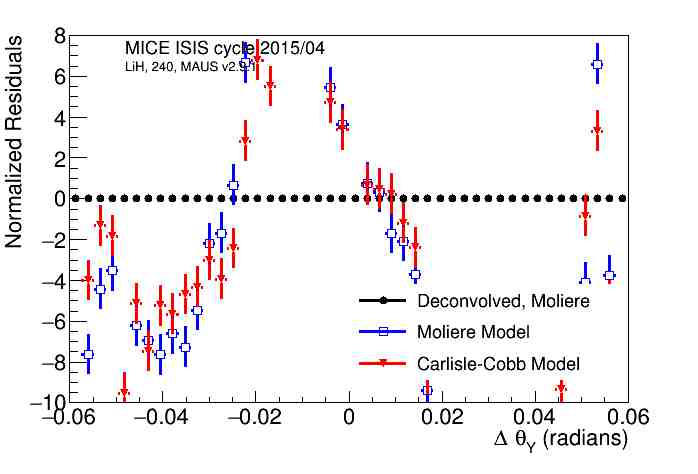 MICE ISIS cycle 2015/04
LiH, 240, MAUS v2.9.1
Normalized Residuals
8
6
4
2
0
−2
−4
−6
−8
−10
Deconvolved, Moliere
Moliere Model
Carlisle-Cobb Model
−0.06 −0.04 −0.02 0 0.02 0.04 0.06
Δ θY (radians)